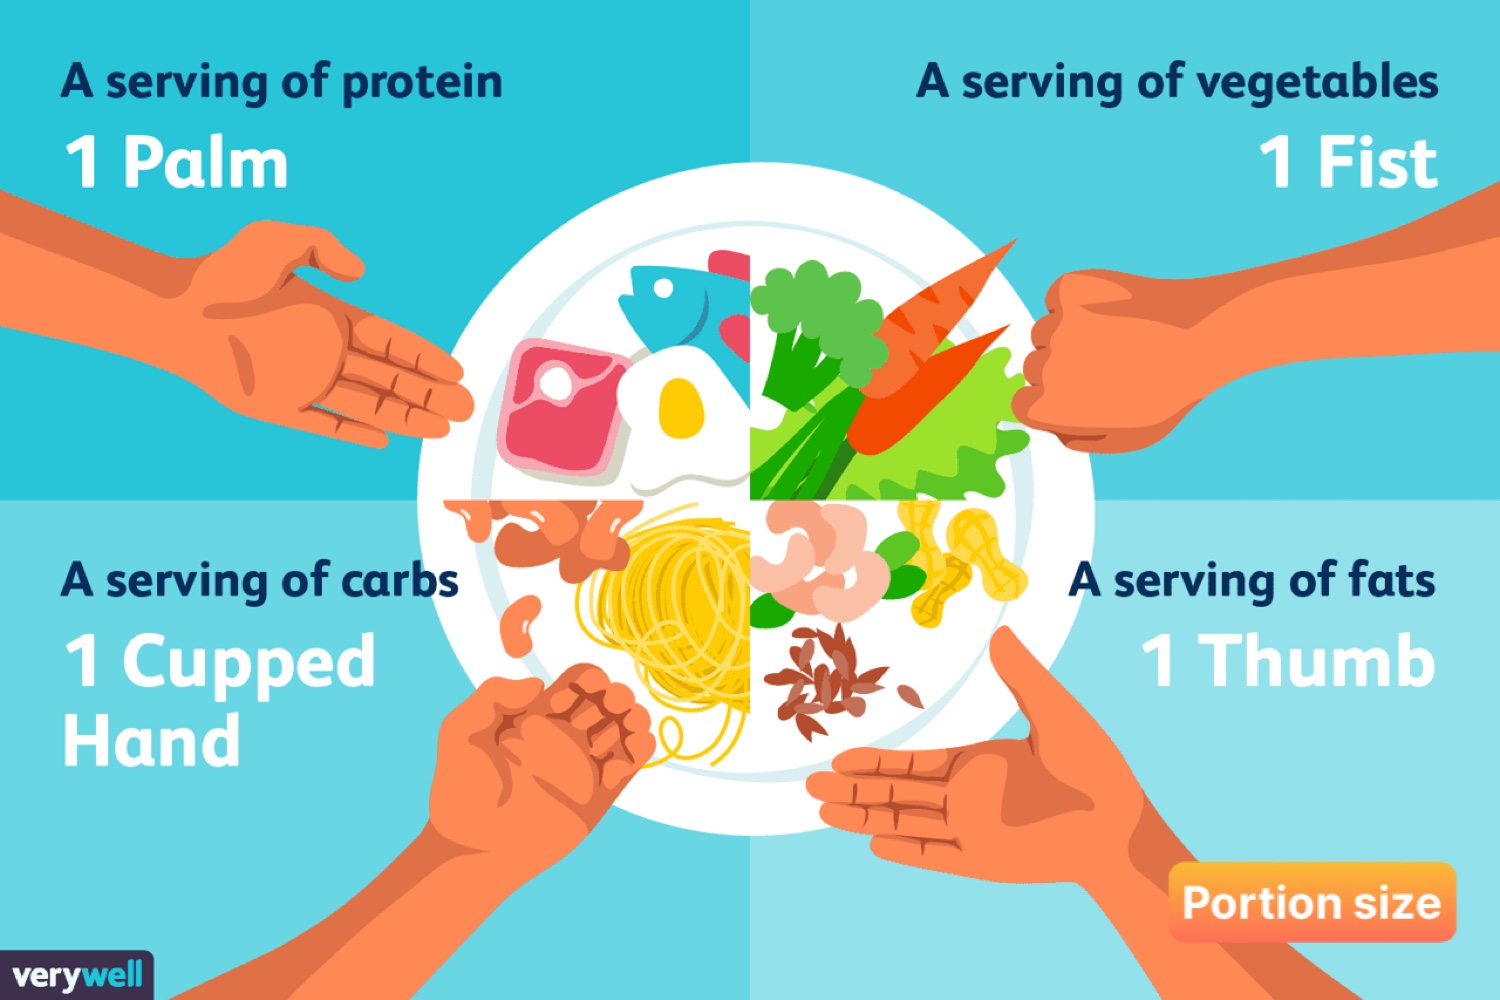 A serving of protein
1 Palm
A serving of vegetables
1 Fist
A serving of carbs
1 Cupped
Hand
A serving of fats
1 Thumb
Portion size
verywell